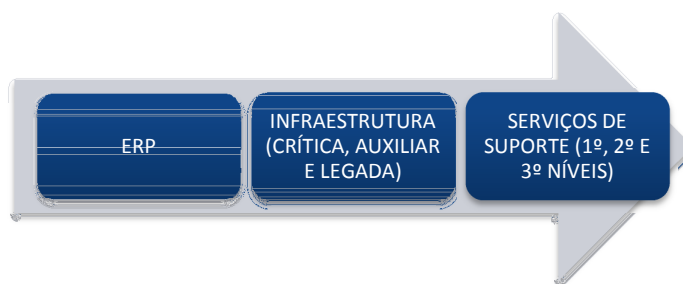 ERP
INFRAESTRUTURA
(CRÍTICA, AUXILIAR
E LEGADA)
SERVIÇOS DE
SUPORTE (1º, 2º E
3º NÍVEIS)